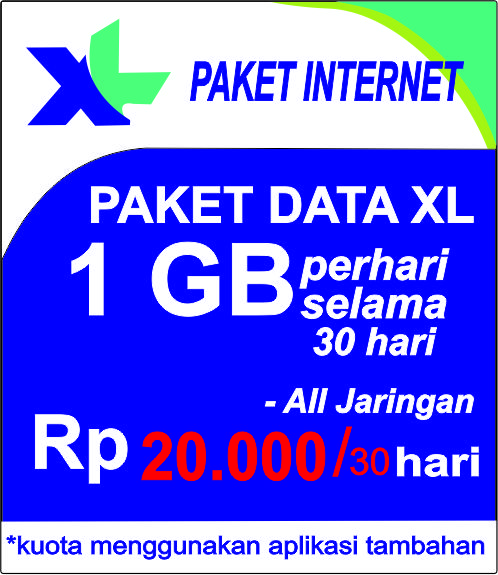 XL
PAKET INTERNET
PAKET DATA XL
1 GB perhari
selama
30 hari
- All Jaringan
Rp 20.000/30 hari
*kuota menggunakan aplikasi tambahan